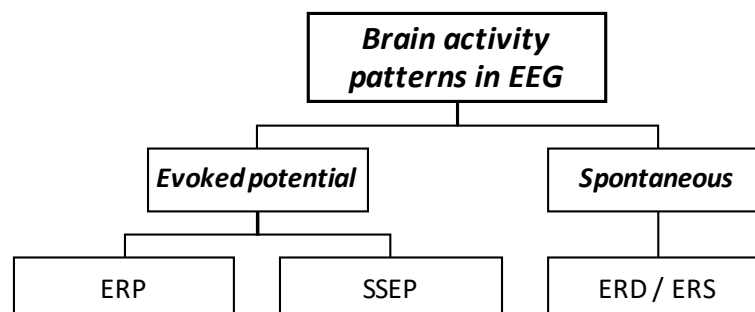 Brain activity
patterns in EEG
Evoked potential
Spontaneous
ERP
SSEP
ERD / ERS